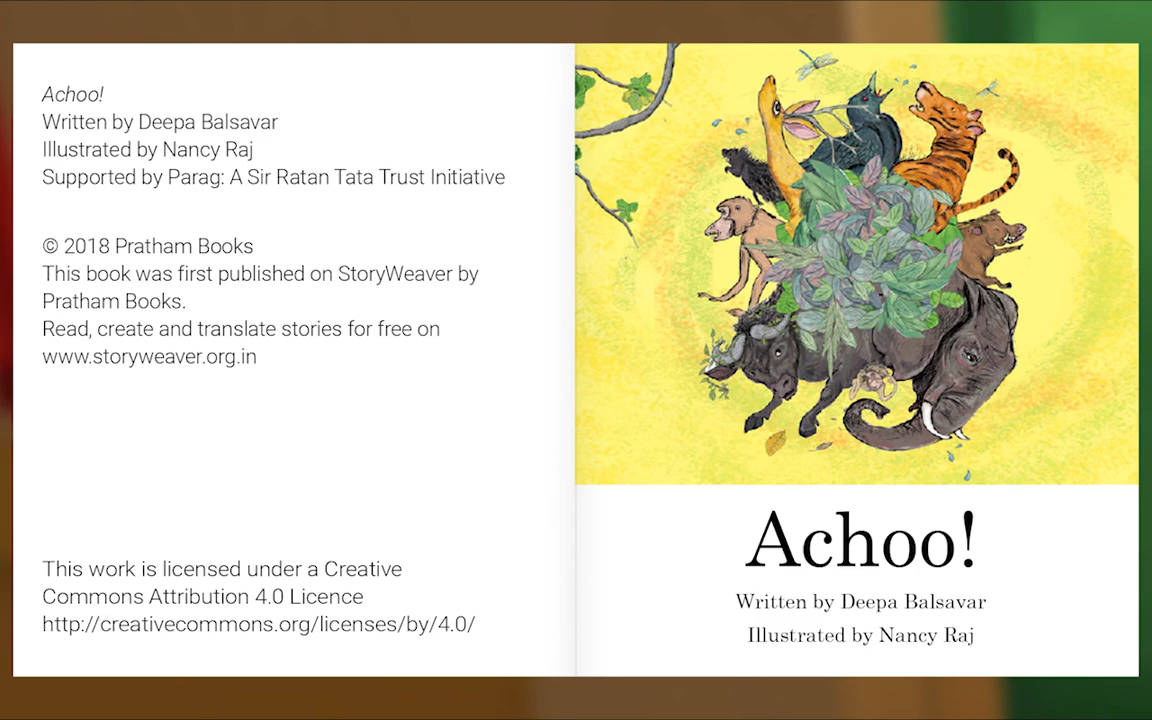 Achoo!
Written by Deepa Balsavar
Illustrated by Nancy Raj
Supported by Parag: A Sir Ratan Tata Trust Initiative
© 2018 Pratham Books
This book was first published on StoryWeaver by
Pratham Books.
Read, create and translate stories for free on
www.storyweaver.org.in
This work is licensed under a Creative
Commons Attribution 4.0 Licence
http://creativecommons.org/licenses/by/4.0/
Achoo!
Written by Deepa Balsavar
Illustrated by Nancy Raj